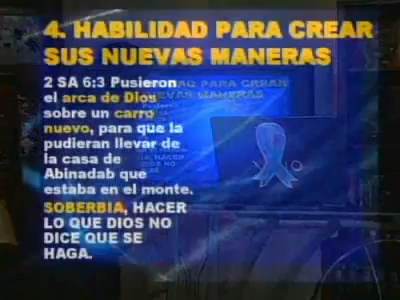 4. HABILIDAD PARA CREAR
SUS NUEVAS MANERAS
2 SA 6:3 Pusieron
el arca de Dios
sobre un carro
nuevo, para que la
pudieran llevar de
la casa de
Abinadab que
estaba en el monte.
SOBERBIA, HACER
LO QUE DIOS NO
DICE QUE SE
HAGA.